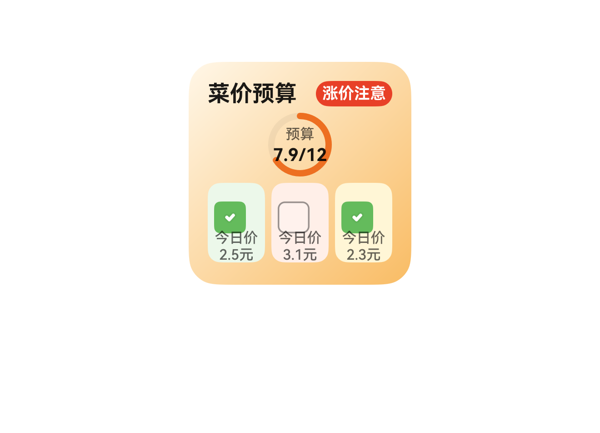 菜价预算
涨价注意
预算
7.9/12
今日价
2.5元
今日价
3.1元
今日价
2.3元